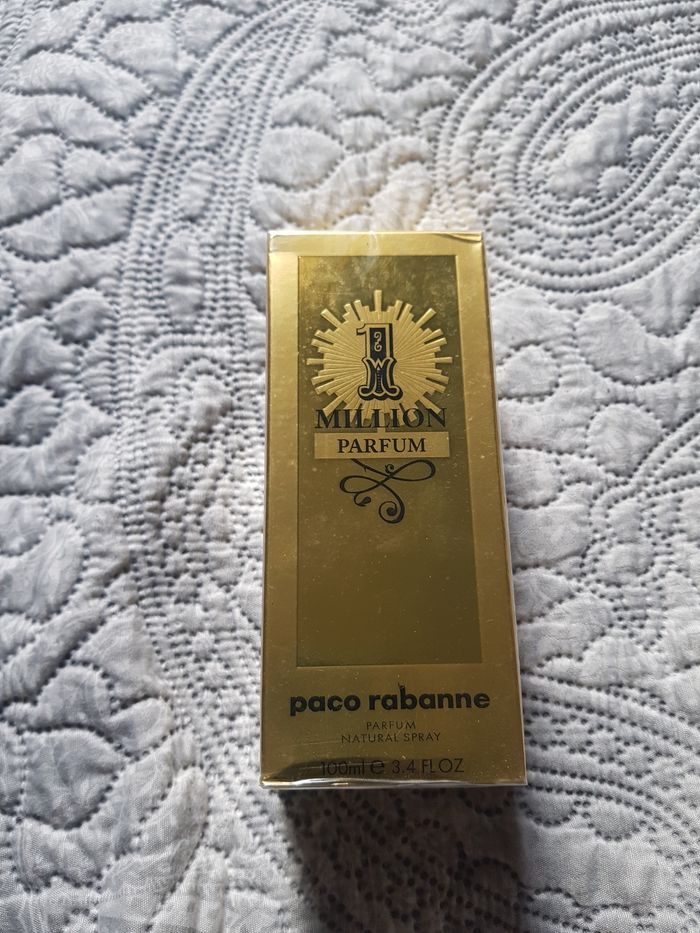 1
MILLION
PARFUM
paco rabanne
PARFUM
NATURAL SPRAY
100ml e 3.4 FL OZ